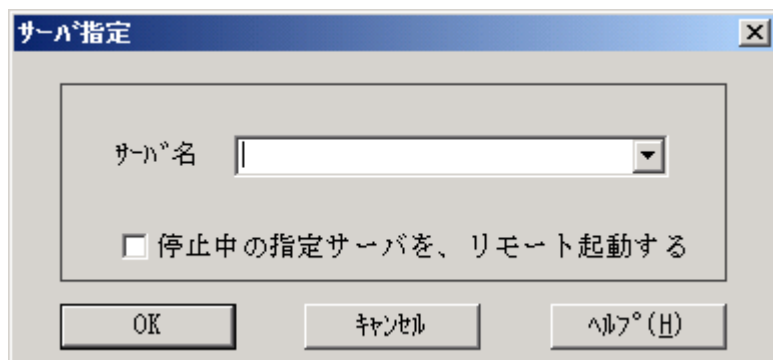 サーバ指定
ｻｰﾊﾞ名
停止中の指定サーバを、リモート起動する
OK
ｷｬﾝｾﾙ
ﾍﾙﾌﾟ(H)